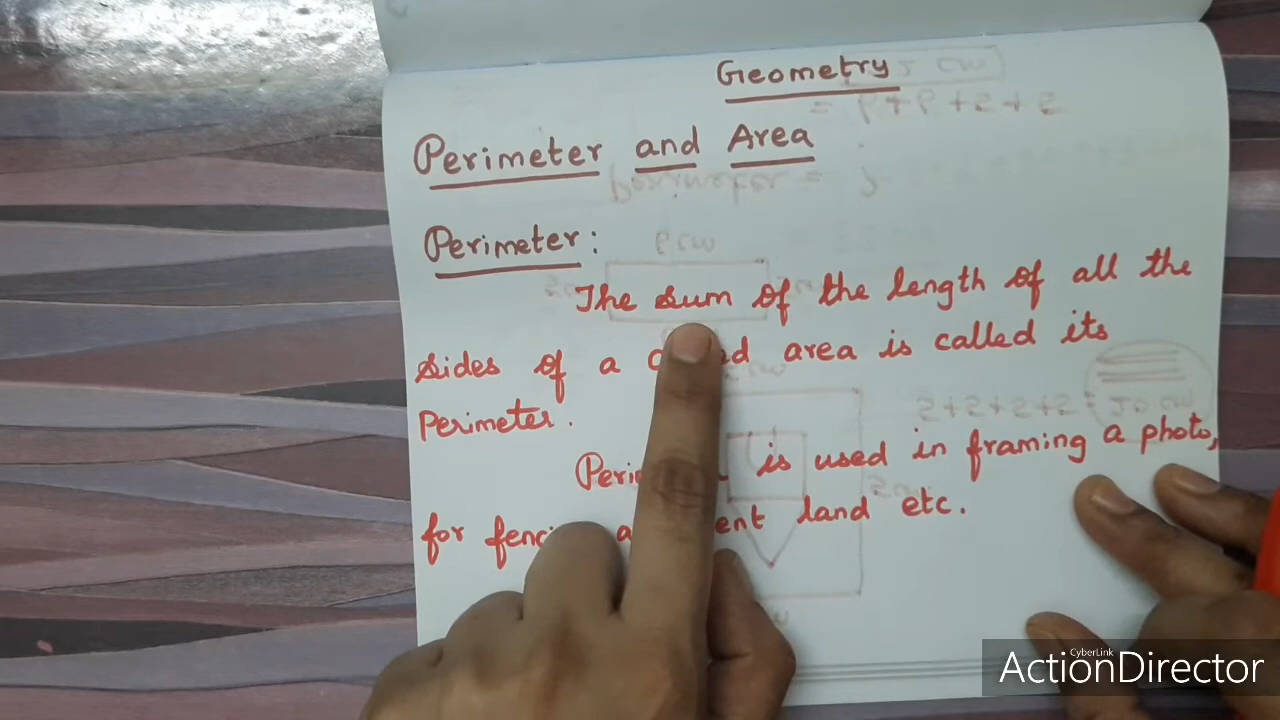 Geometry
Perimeter and Area
Perimeter:
The sum of the length of all the
sides of a area is called its
Perimeter.
is used in framing a photo,
for land etc.
CyberLink
ActionDirector